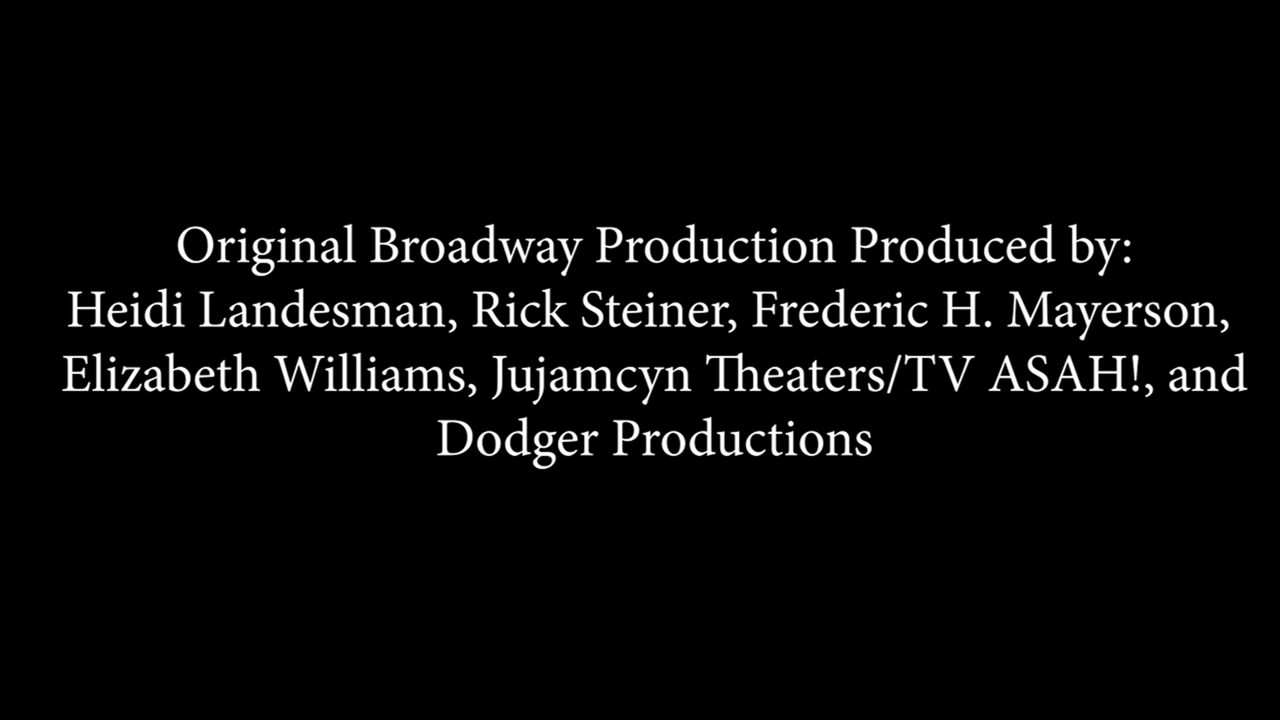 Original Broadway Production Produced by:
Heidi Landesman, Rick Steiner, Frederic H. Mayerson,
Elizabeth Williams, Jujamcyn Theaters/TV ASAH!, and
Dodger Productions